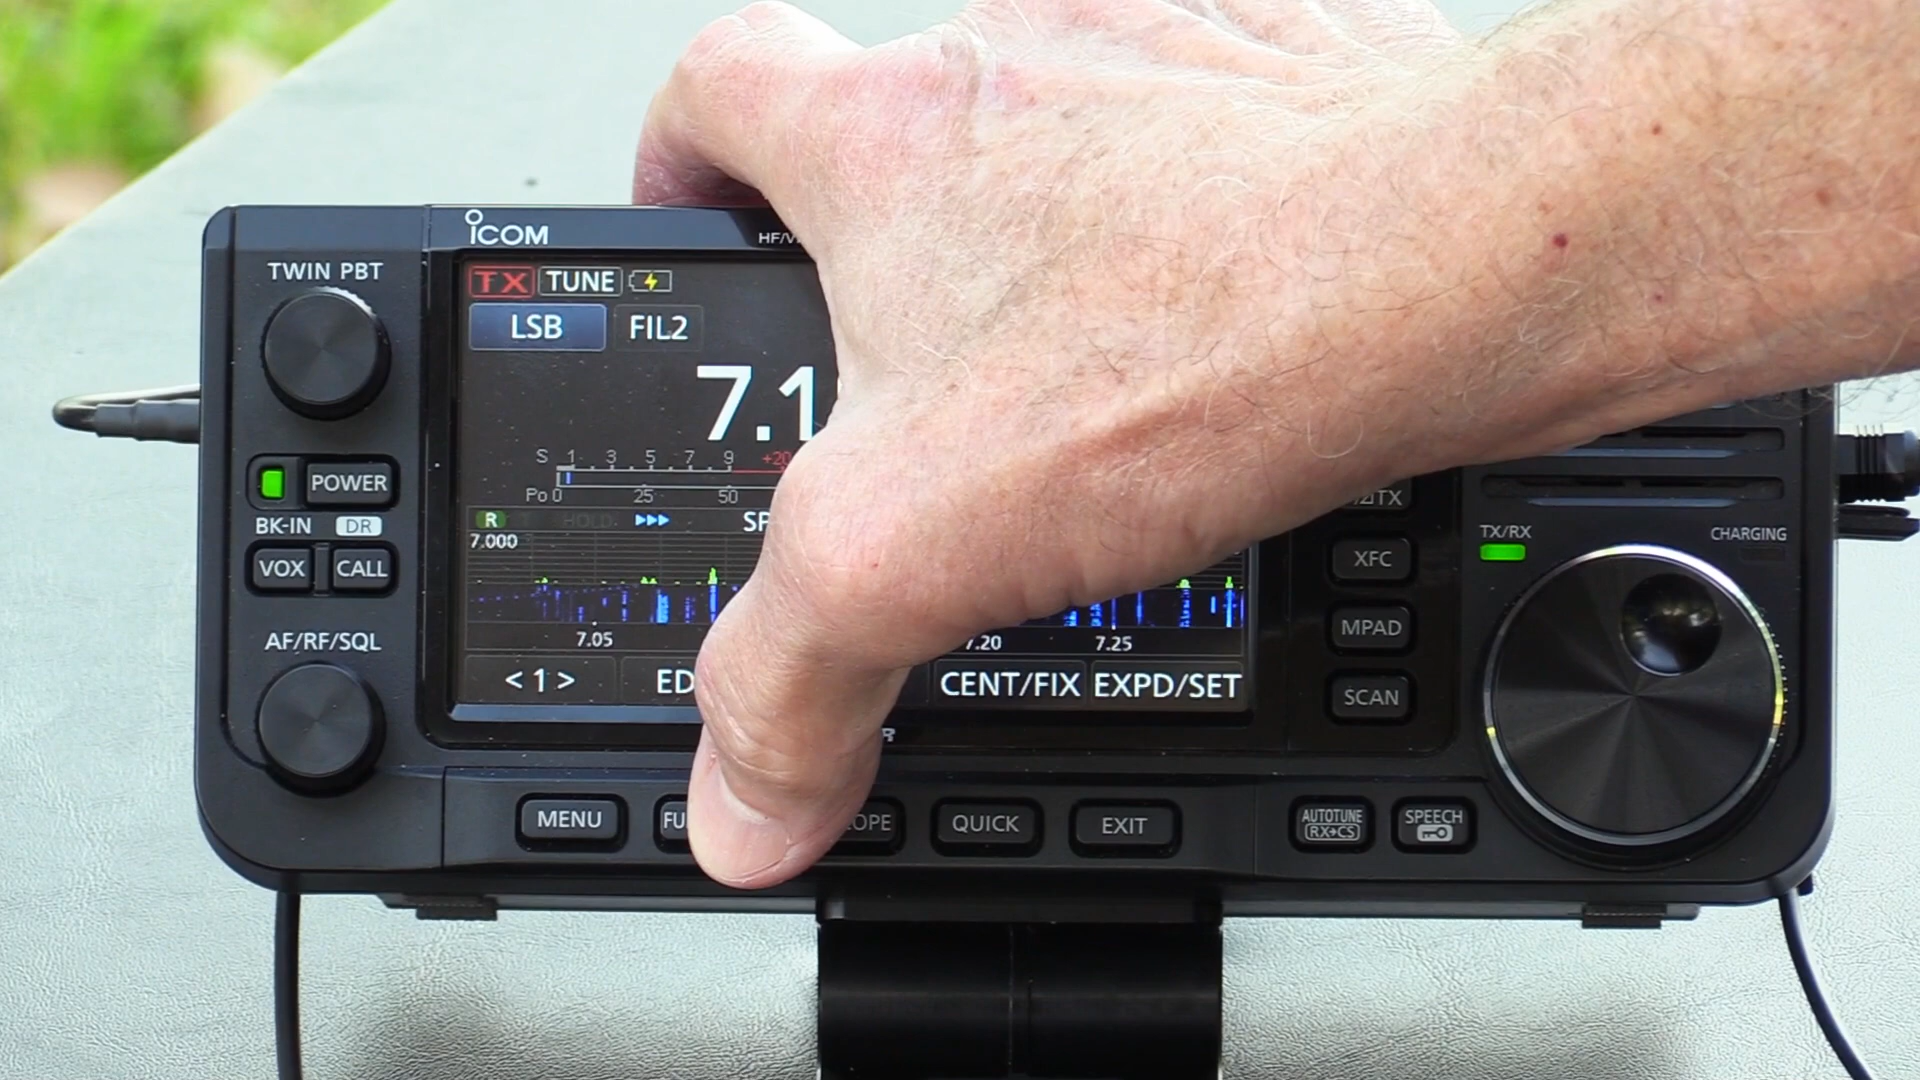 ICOM
HF/V
TWIN PBT
TX TUNE
LSB FIL2
7.1
S 1 3 5 7 9 +20
Po 0 25 50
POWER
BK-IN DR
VOX CALL
R HOLD SP
7.000
7.05 7.20 7.25
<1> ED CENT/FIX EXPD/SET
AF/RF/SQL
R
MENU FU OPE QUICK EXIT
TX
XFC
MPAD
SCAN
TX/RX CHARGING
AUTOTUNE
RX→CS
SPEECH